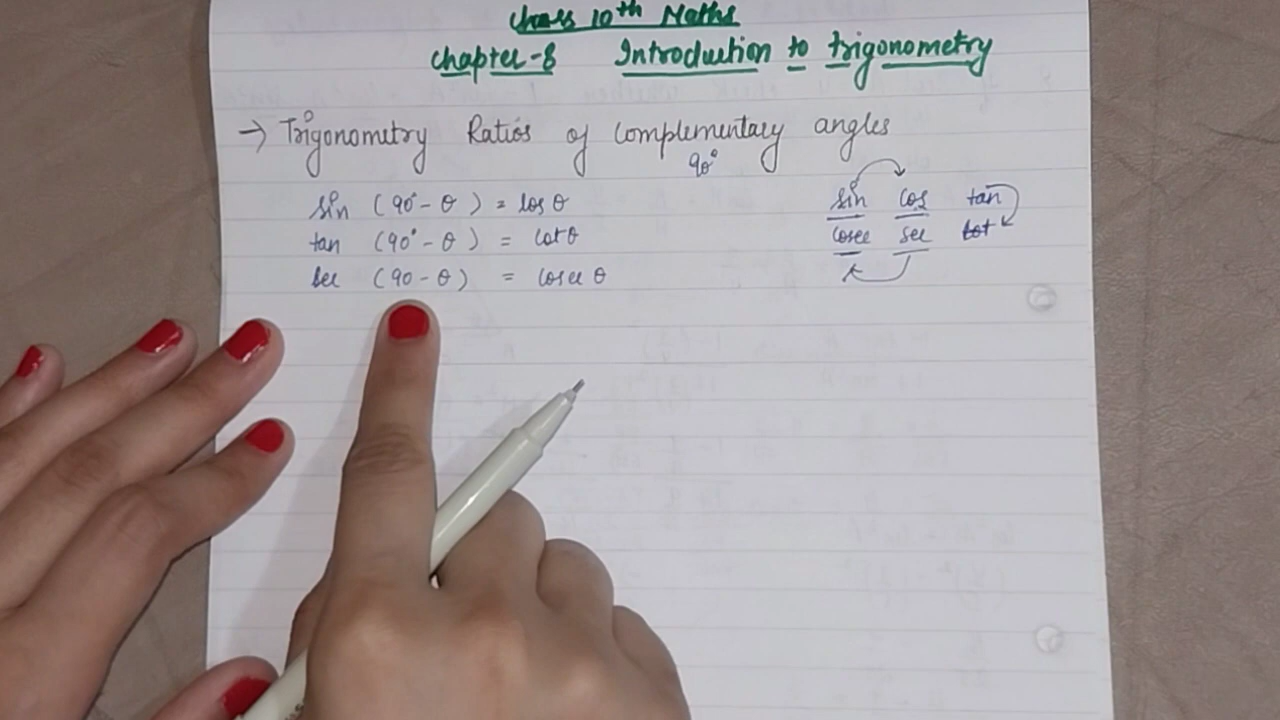 Class 10th Maths
Chapter-8 Introduction to trigonometry
→ Trigonometry Ratios of Complementary angles
90°
sin (90°-θ) = cos θ
tan (90°-θ) = cot θ
sec (90-θ) = cosec θ
sin cos tan
cosec sec cot